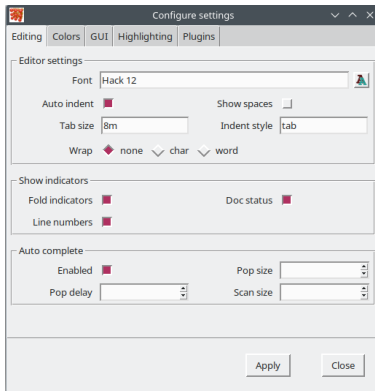 Configure settings
Editing Colors GUI Highlighting Plugins
Editor settings
Font Hack 12
Auto indent Show spaces
Tab size 8m Indent style tab
Wrap none char word
Show indicators
Fold indicators Doc status
Line numbers
Auto complete
Enabled Pop size
Pop delay Scan size
Apply Close